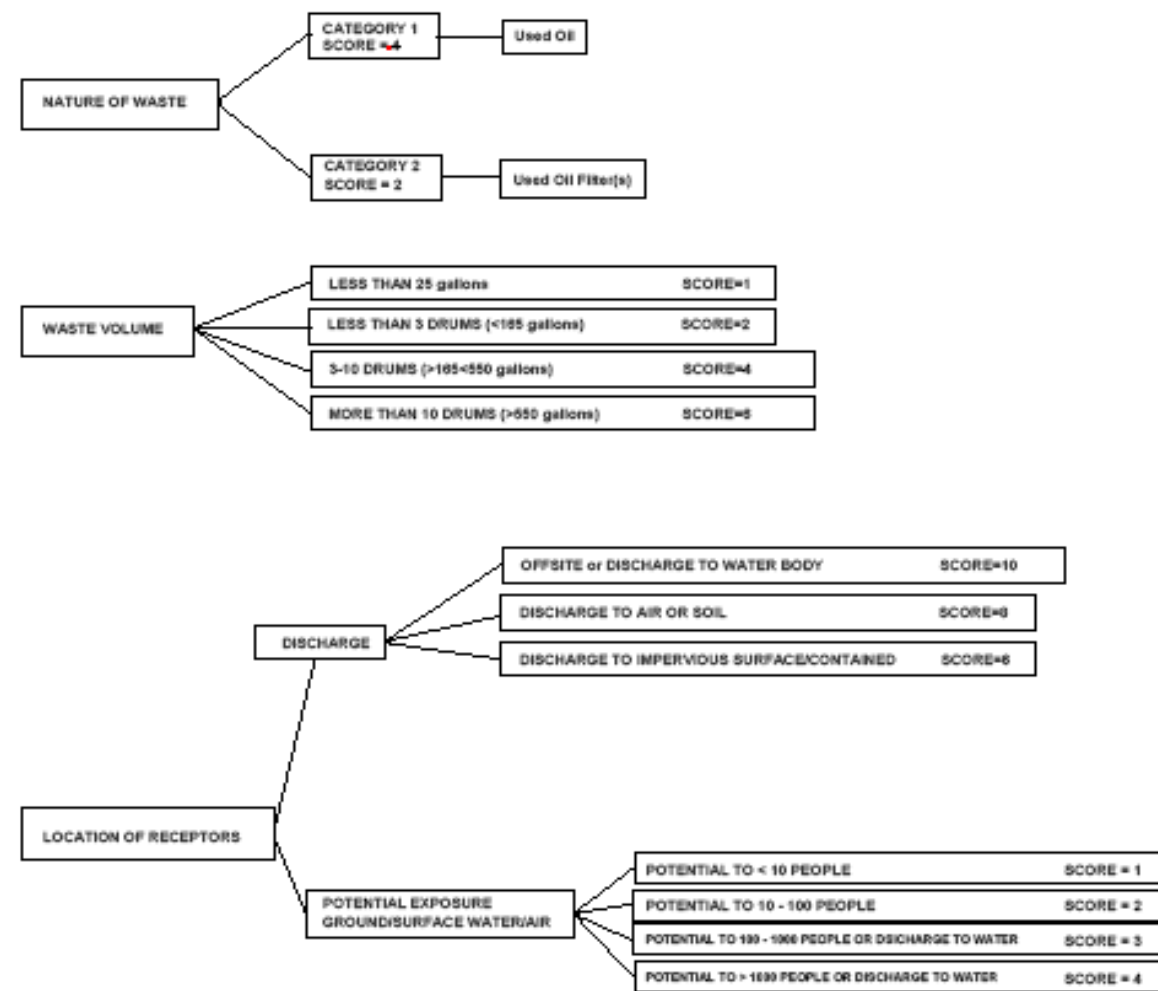 CATEGORY 1
SCORE = 4
Used Oil
NATURE OF WASTE
CATEGORY 2
SCORE = 2
Used Oil Filter(s)
LESS THAN 25 gallons SCORE=1
WASTE VOLUME
LESS THAN 3 DRUMS (<165 gallons) SCORE=2
3-10 DRUMS (>165<550 gallons) SCORE=4
MORE THAN 10 DRUMS (>550 gallons)
OFFSITE or DISCHARGE TO WATER BODY SCORE=10
DISCHARGE TO AIR OR SOIL SCORE=8
DISCHARGE
DISCHARGE TO IMPERVIOUS SURFACE/CONTAINED SCORE=6
LOCATION OF RECEPTORS
POTENTIAL TO < 10 PEOPLE SCORE = 1
POTENTIAL EXPOSURE
GROUND/SURFACE WATER/AIR
POTENTIAL TO 10 - 100 PEOPLE SCORE = 2
POTENTIAL TO 100 - 1000 PEOPLE OR DSICHARGE TO WATER SCORE = 3
POTENTIAL TO > 1000 PEOPLE OR DISCHARGE TO WATER SCORE = 4